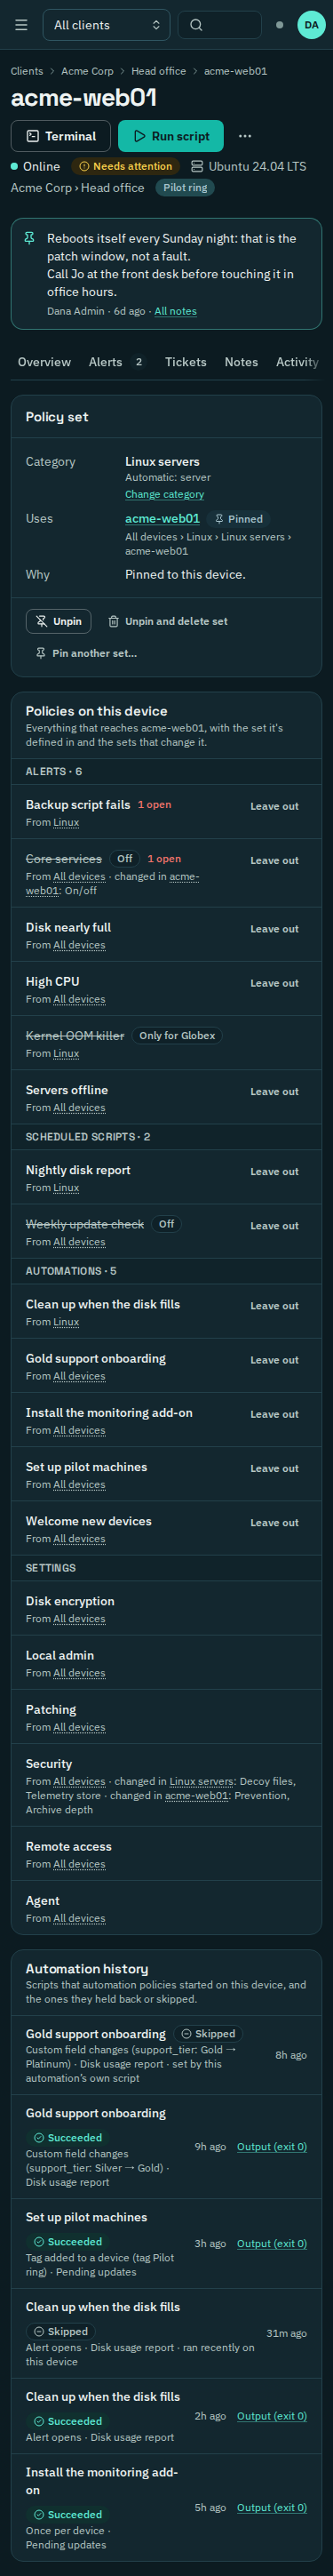 All clients
DA
Clients › Acme Corp › Head office › acme-web01
acme-web01
Terminal
Run script
Online
Needs attention
Ubuntu 24.04 LTS
Acme Corp › Head office
Pilot ring
Reboots itself every Sunday night: that is the
patch window, not a fault.
Call Jo at the front desk before touching it in
office hours.
Dana Admin · 6d ago · All notes
Overview
Alerts 2
Tickets
Notes
Activity
Policy set
Category
Linux servers
Automatic: server
Change category
Uses
acme-web01
Pinned
All devices › Linux › Linux servers ›
acme-web01
Why
Pinned to this device.
Unpin
Unpin and delete set
Pin another set...
Policies on this device
Everything that reaches acme-web01, with the set it's
defined in and the sets that change it.
ALERTS · 6
Backup script fails 1 open
Leave out
From Linux
Core services Off 1 open
Leave out
From All devices · changed in acme-
web01: On/off
Disk nearly full
Leave out
From All devices
High CPU
Leave out
From All devices
Kernel OOM killer Only for Globex
From Linux
Servers offline
Leave out
From All devices
SCHEDULED SCRIPTS · 2
Nightly disk report
Leave out
From Linux
Weekly update check Off
Leave out
From All devices
AUTOMATIONS · 5
Clean up when the disk fills
Leave out
From Linux
Gold support onboarding
Leave out
From All devices
Install the monitoring add-on
Leave out
From All devices
Set up pilot machines
Leave out
From All devices
Welcome new devices
Leave out
From All devices
SETTINGS
Disk encryption
From All devices
Local admin
From All devices
Patching
From All devices
Security
From All devices · changed in Linux servers: Decoy files,
Telemetry store · changed in acme-web01: Prevention,
Archive depth
Remote access
From All devices
Agent
From All devices
Automation history
Scripts that automation policies started on this device, and
the ones they held back or skipped.
Gold support onboarding Skipped
Custom field changes (support_tier: Gold →
Platinum) · Disk usage report · set by this
automation's own script
8h ago
Gold support onboarding
Succeeded
Custom field changes
(support_tier: Silver → Gold) ·
Disk usage report
9h ago Output (exit 0)
Set up pilot machines
Succeeded
Tag added to a device (tag Pilot
ring) · Pending updates
3h ago Output (exit 0)
Clean up when the disk fills
Skipped
Alert opens · Disk usage report · ran recently on
this device
31m ago
Clean up when the disk fills
Succeeded
Alert opens · Disk usage report
2h ago Output (exit 0)
Install the monitoring add-
on
Succeeded
Once per device ·
Pending updates
5h ago Output (exit 0)